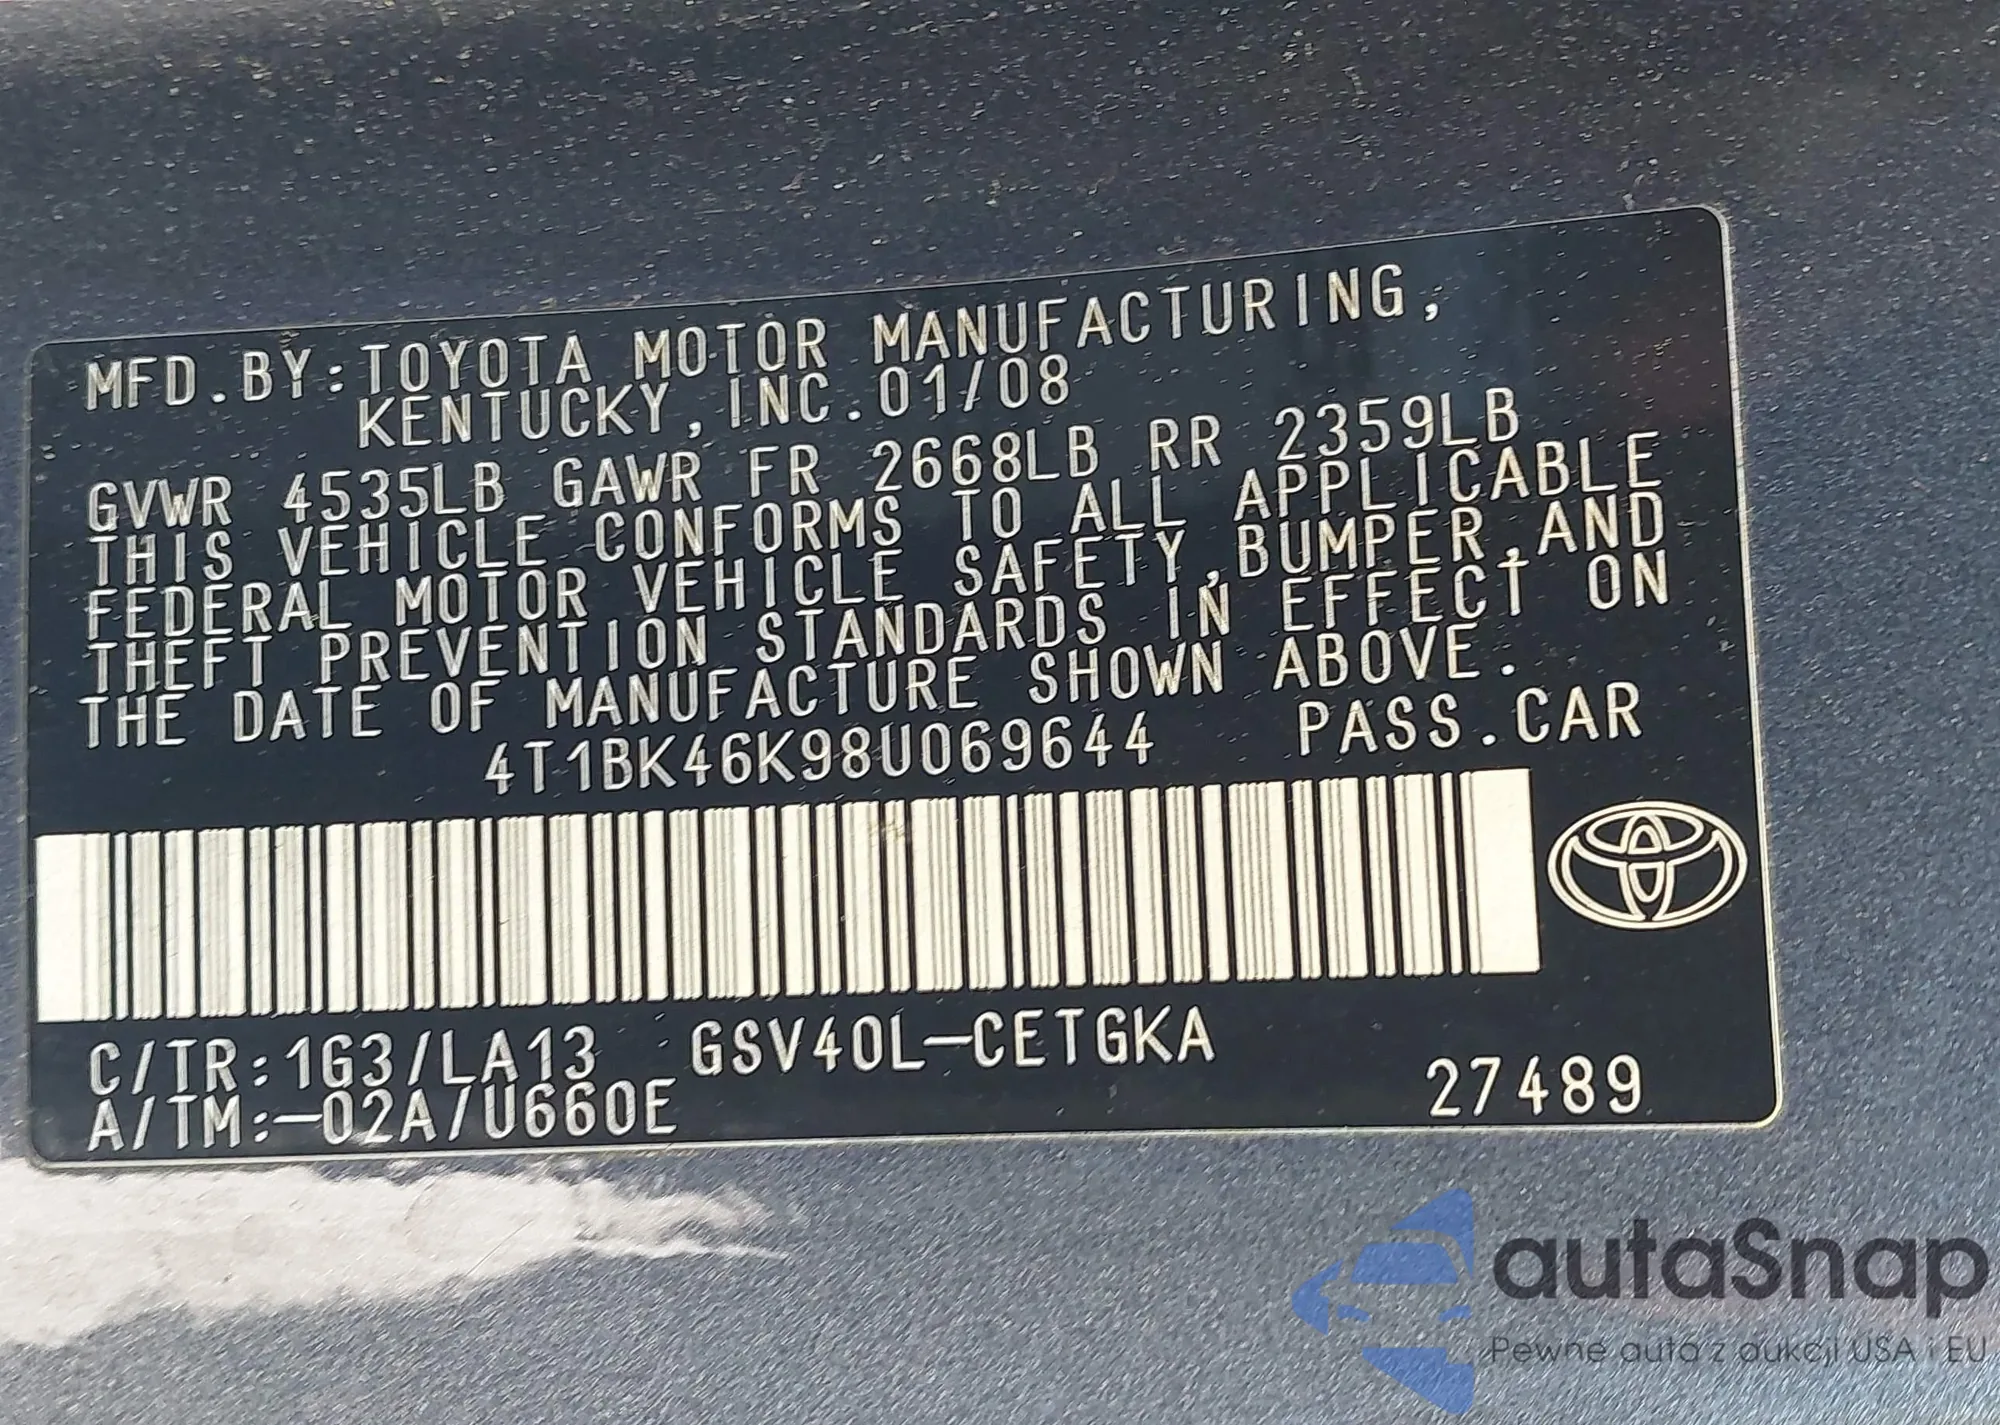 MFD.BY:TOYOTA MOTOR MANUFACTURING,
KENTUCKY,INC.01/08
GVWR 4535LB GAWR FR 2668LB RR 2359LB
THIS VEHICLE CONFORMS TO ALL APPLICABLE
FEDERAL MOTOR VEHICLE SAFETY,BUMPER,AND
THEFT PREVENTION STANDARDS IN EFFECT ON
THE DATE OF MANUFACTURE SHOWN ABOVE.
4T1BK46K98U069644 PASS.CAR
C/TR:1G3/LA13 GSV40L-CETGKA
A/TM:-02A/U660E 27489
autaSnap
Pewne auta z aukcji USA i EU